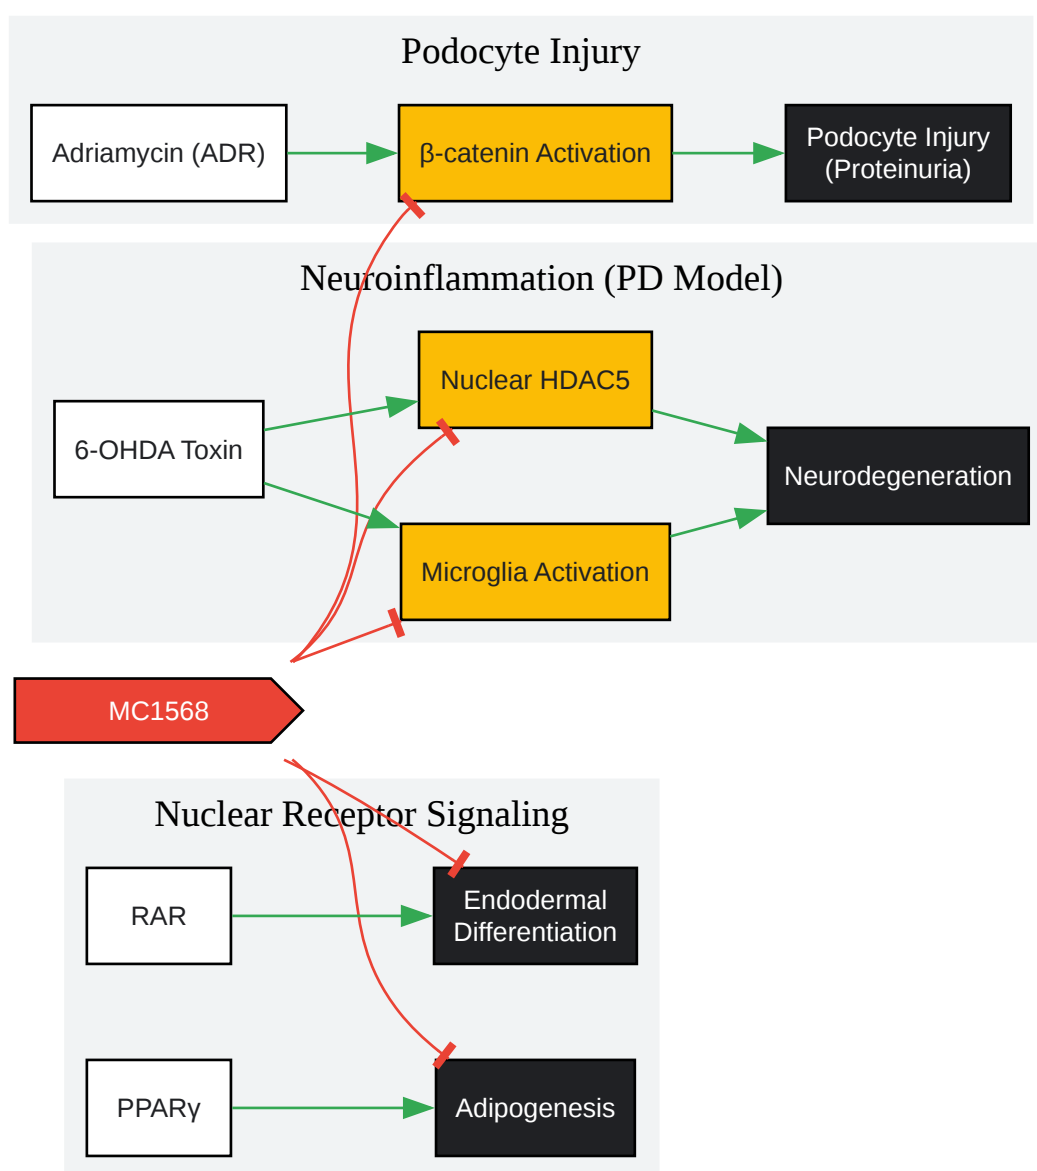 Podocyte Injury
Adriamycin (ADR)
β-catenin Activation
Podocyte Injury
(Proteinuria)
Neuroinflammation (PD Model)
Nuclear HDAC5
6-OHDA Toxin
Neurodegeneration
Microglia Activation
MC1568
Nuclear Receptor Signaling
RAR
Endodermal
Differentiation
PPARγ
Adipogenesis